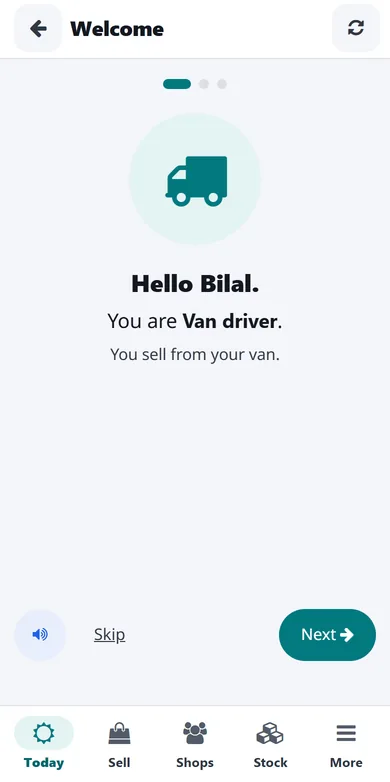 Welcome
Hello Bilal.
You are Van driver.
You sell from your van.
Skip
Next
Today
Sell
Shops
Stock
More